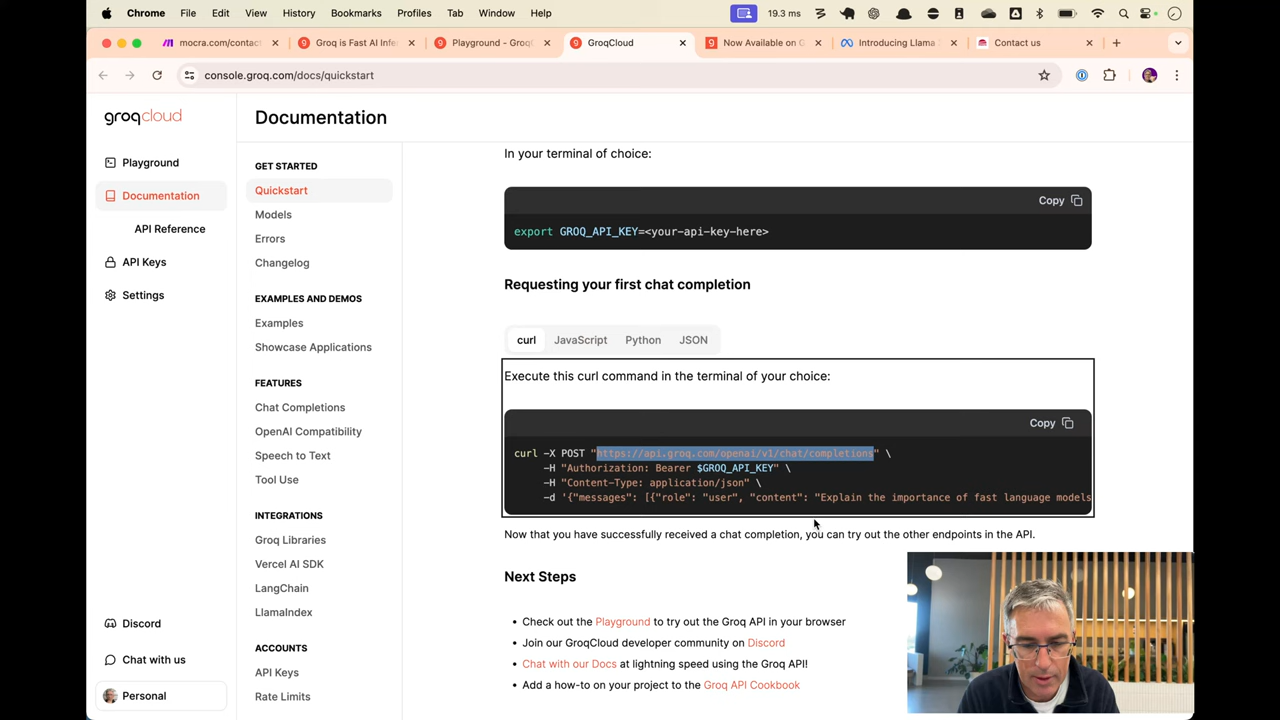 Chrome File Edit View History Bookmarks Profiles Tab Window Help 19.3 ms
mocra.com/contact
Groq is Fast AI Infe
Playground - GroqC
GroqCloud
Now Available on G
Introducing Llama
Contact us
console.groq.com/docs/quickstart
groqcloud
Playground
Documentation
API Reference
API Keys
Settings
Discord
Chat with us
Personal
Documentation
GET STARTED
Quickstart
Models
Errors
Changelog
EXAMPLES AND DEMOS
Examples
Showcase Applications
FEATURES
Chat Completions
OpenAI Compatibility
Speech to Text
Tool Use
INTEGRATIONS
Groq Libraries
Vercel AI SDK
LangChain
LlamaIndex
ACCOUNTS
API Keys
Rate Limits
In your terminal of choice:
Copy
export GROQ_API_KEY=<your-api-key-here>
Requesting your first chat completion
curl JavaScript Python JSON
Execute this curl command in the terminal of your choice:
Copy
curl -X POST "https://api.groq.com/openai/v1/chat/completions" \
-H "Authorization: Bearer $GROQ_API_KEY" \
-H "Content-Type: application/json" \
-d '{"messages": [{"role": "user", "content": "Explain the importance of fast language models
Now that you have successfully received a chat completion, you can try out the other endpoints in the API.
Next Steps
• Check out the Playground to try out the Groq API in your browser
• Join our GroqCloud developer community on Discord
• Chat with our Docs at lightning speed using the Groq API!
• Add a how-to on your project to the Groq API Cookbook